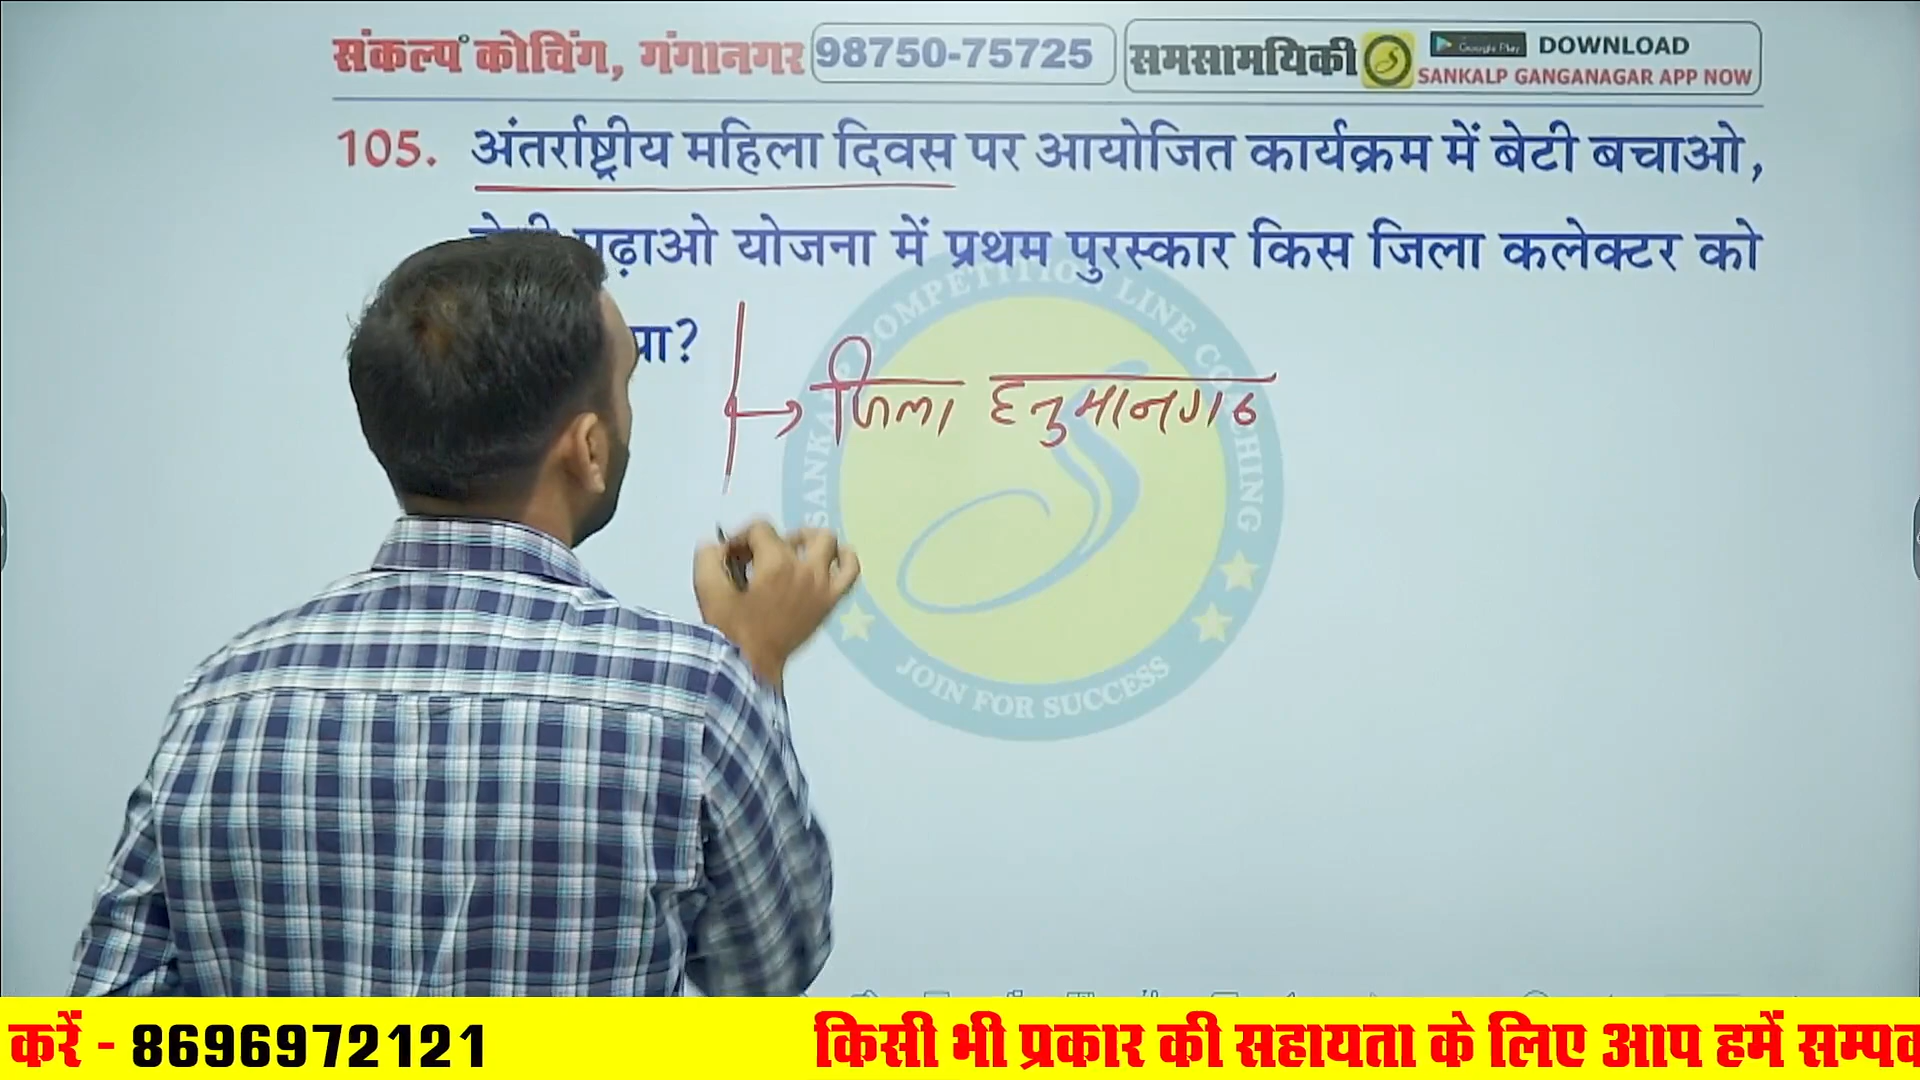 संकल्प कोचिंग, गंगानगर 98750-75725 समसामयिकी Google Play DOWNLOAD
SANKALP GANGANAGAR APP NOW
105. अंतर्राष्ट्रीय महिला दिवस पर आयोजित कार्यक्रम में बेटी बचाओ,
पढ़ाओ योजना में प्रथम पुरस्कार किस जिला कलेक्टर को
या?
जिला हनुमानगढ
SANKALP COMPETITION LINE COACHING
JOIN FOR SUCCESS
करें - 8696972121 किसी भी प्रकार की सहायता के लिए आप हमें सम्पर्क